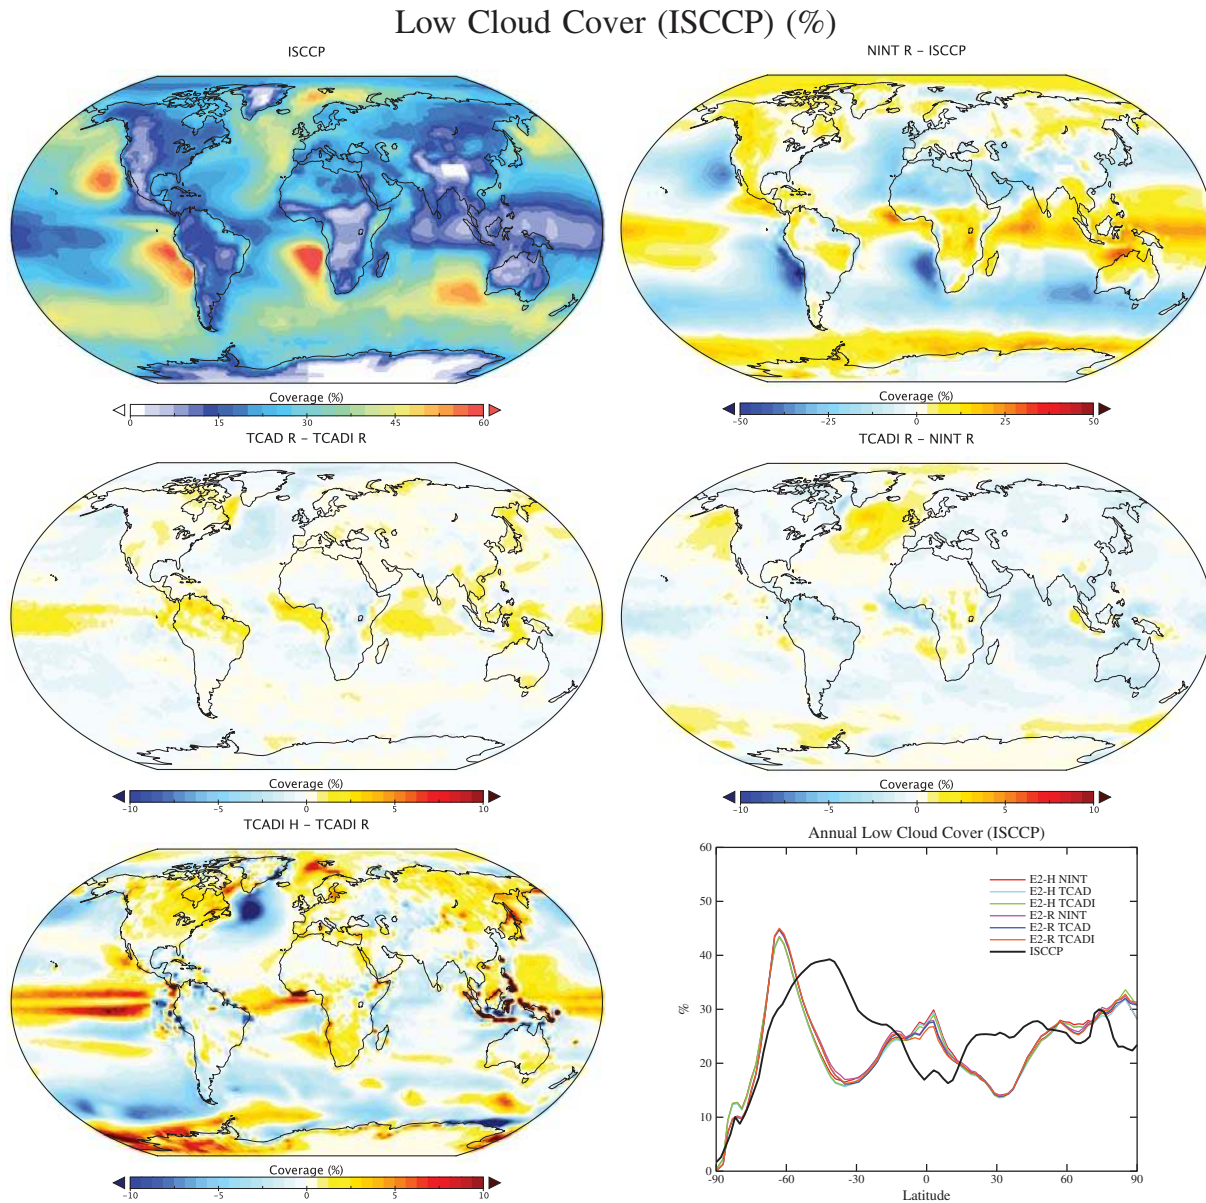 Low Cloud Cover (ISCCP) (%)
ISCCP
NINT R − ISCCP
Coverage (%)
0 15 30 45 60
Coverage (%)
−50 −25 0 25 50
TCAD R − TCADI R
TCADI R − NINT R
Coverage (%)
−10 −5 0 5 10
Coverage (%)
−10 −5 0 5 10
TCADI H − TCADI R
Coverage (%)
−10 −5 0 5 10
Annual Low Cloud Cover (ISCCP)
60
50
40
30
20
10
0
%
E2-H NINT
E2-H TCAD
E2-H TCADI
E2-R NINT
E2-R TCAD
E2-R TCADI
ISCCP
-90 -60 -30 0 30 60 90
Latitude